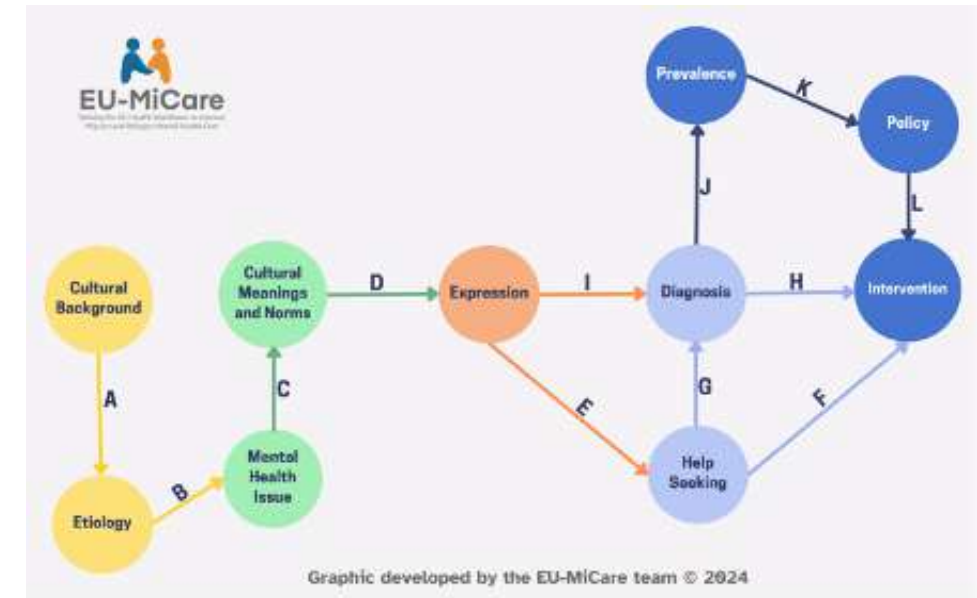 EU-MiCare
Prevalence
K
Policy
J
L
Cultural
Background
Cultural
Meanings
and Norms
D
Expression
I
Diagnosis
H
Intervention
A
C
E
G
F
B
Mental
Health
Issue
Help
Seeking
Etiology
Graphic developed by the EU-MiCare team © 2024